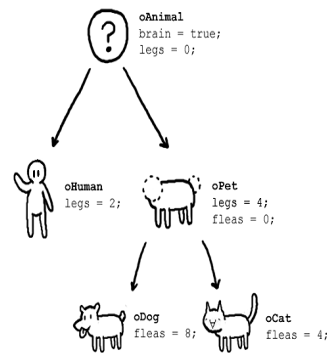 ?
oAnimal
brain = true;
legs = 0;
oHuman
legs = 2;
oPet
legs = 4;
fleas = 0;
oDog
fleas = 8;
oCat
fleas = 4;